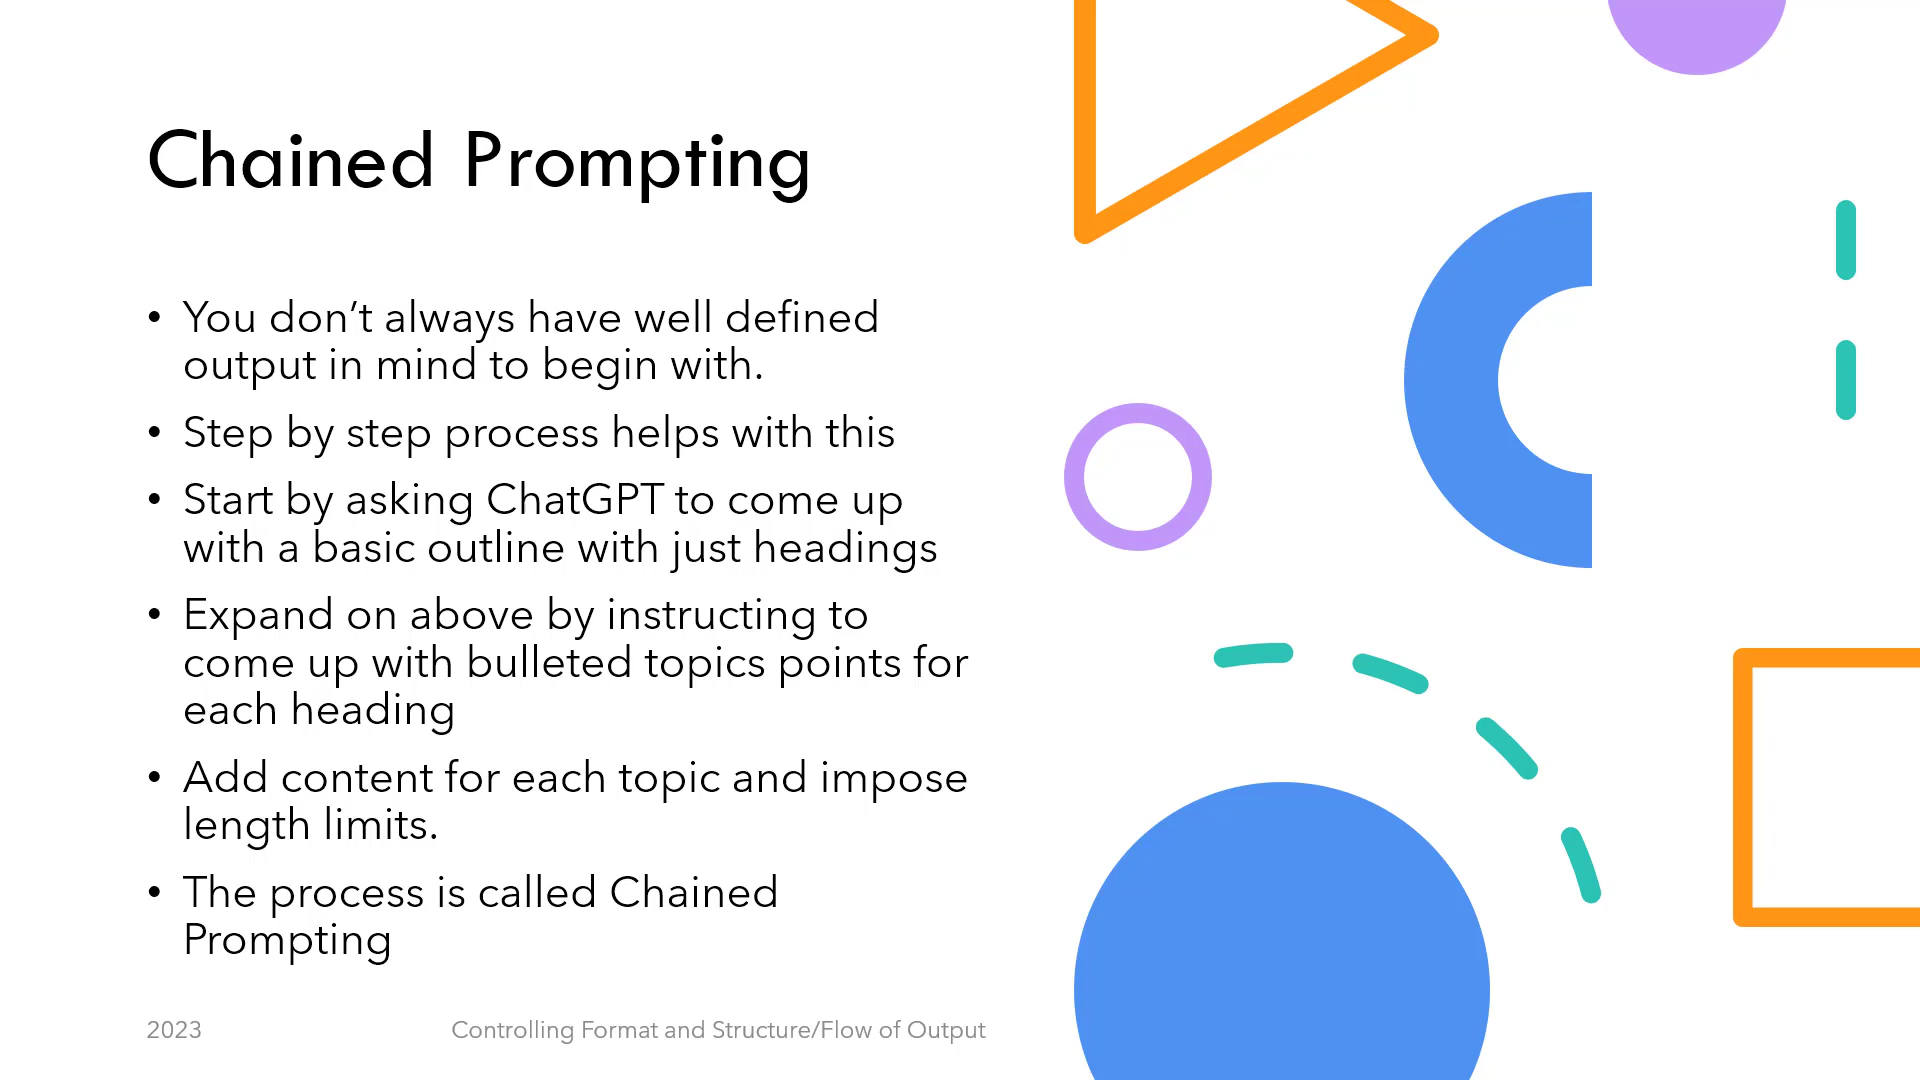 Chained Prompting
• You don’t always have well defined
output in mind to begin with.
• Step by step process helps with this
• Start by asking ChatGPT to come up
with a basic outline with just headings
• Expand on above by instructing to
come up with bulleted topics points for
each heading
• Add content for each topic and impose
length limits.
• The process is called Chained
Prompting
2023
Controlling Format and Structure/Flow of Output